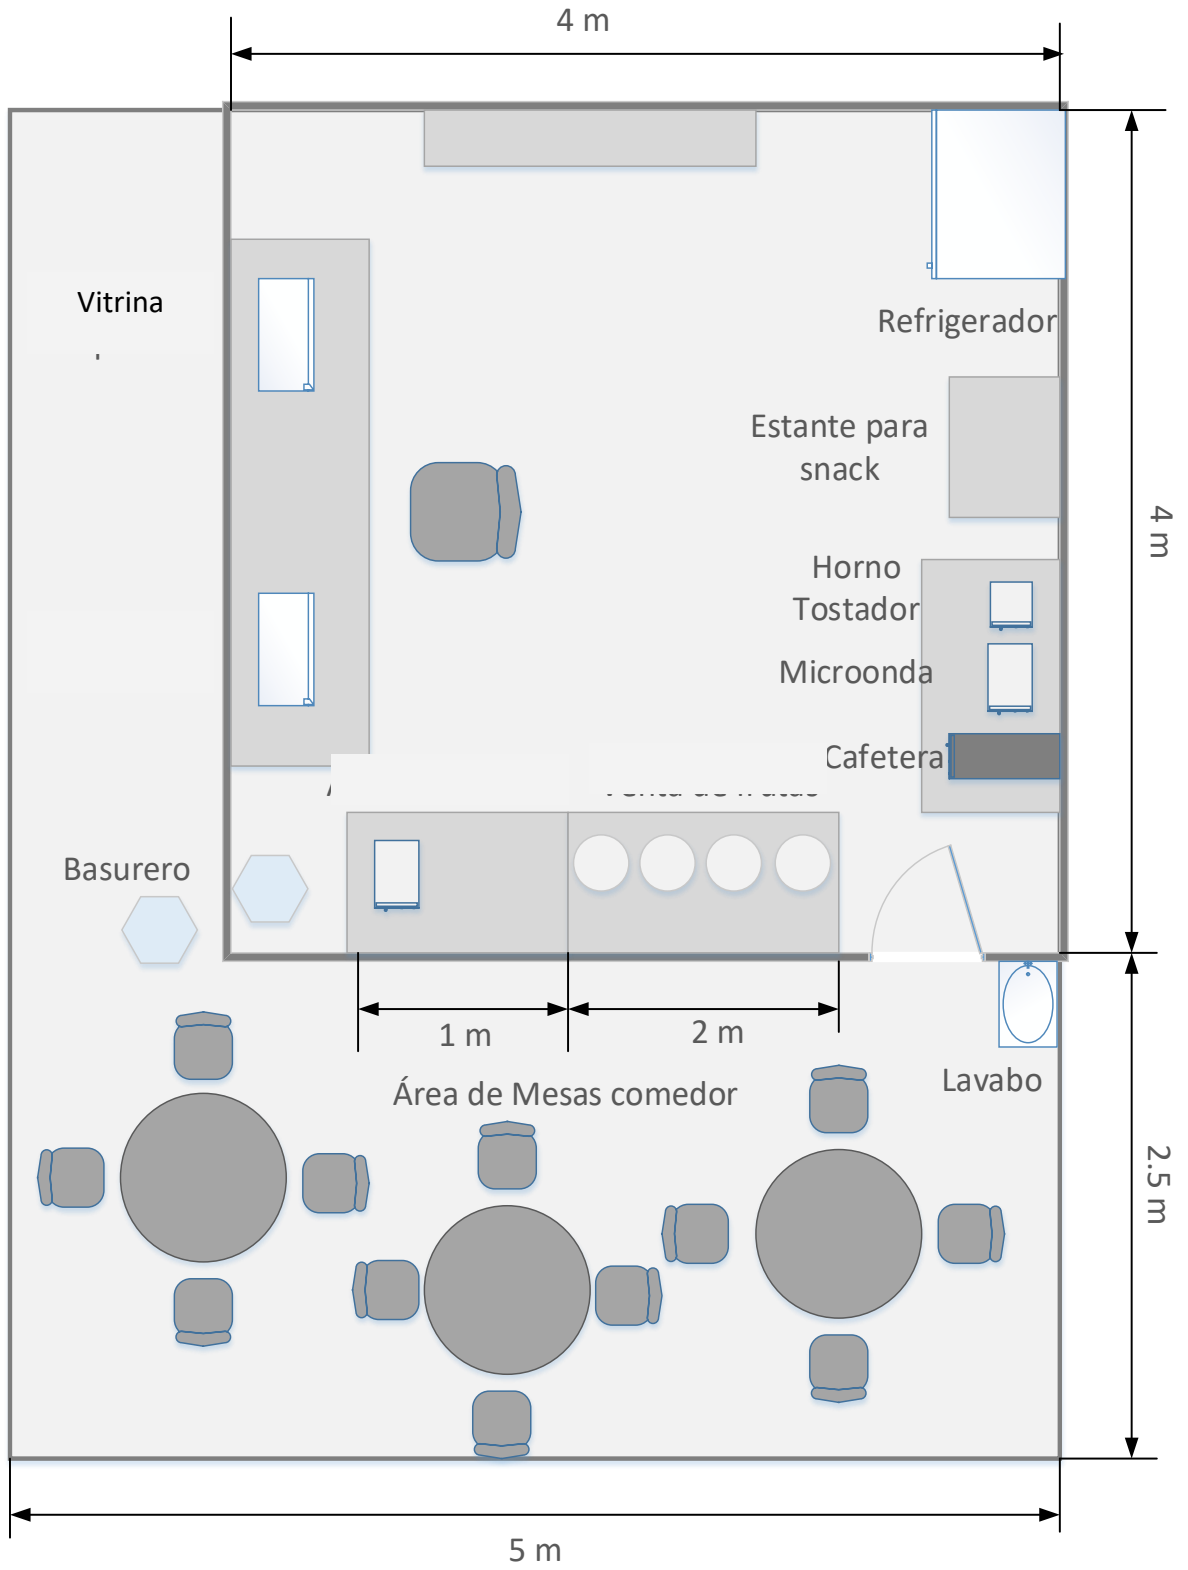 4 m
Vitrina
Refrigerador
Estante para
snack
4 m
Horno
Tostador
Microonda
Cafetera
Basurero
1 m
2 m
Área de Mesas comedor
Lavabo
2.5 m
5 m